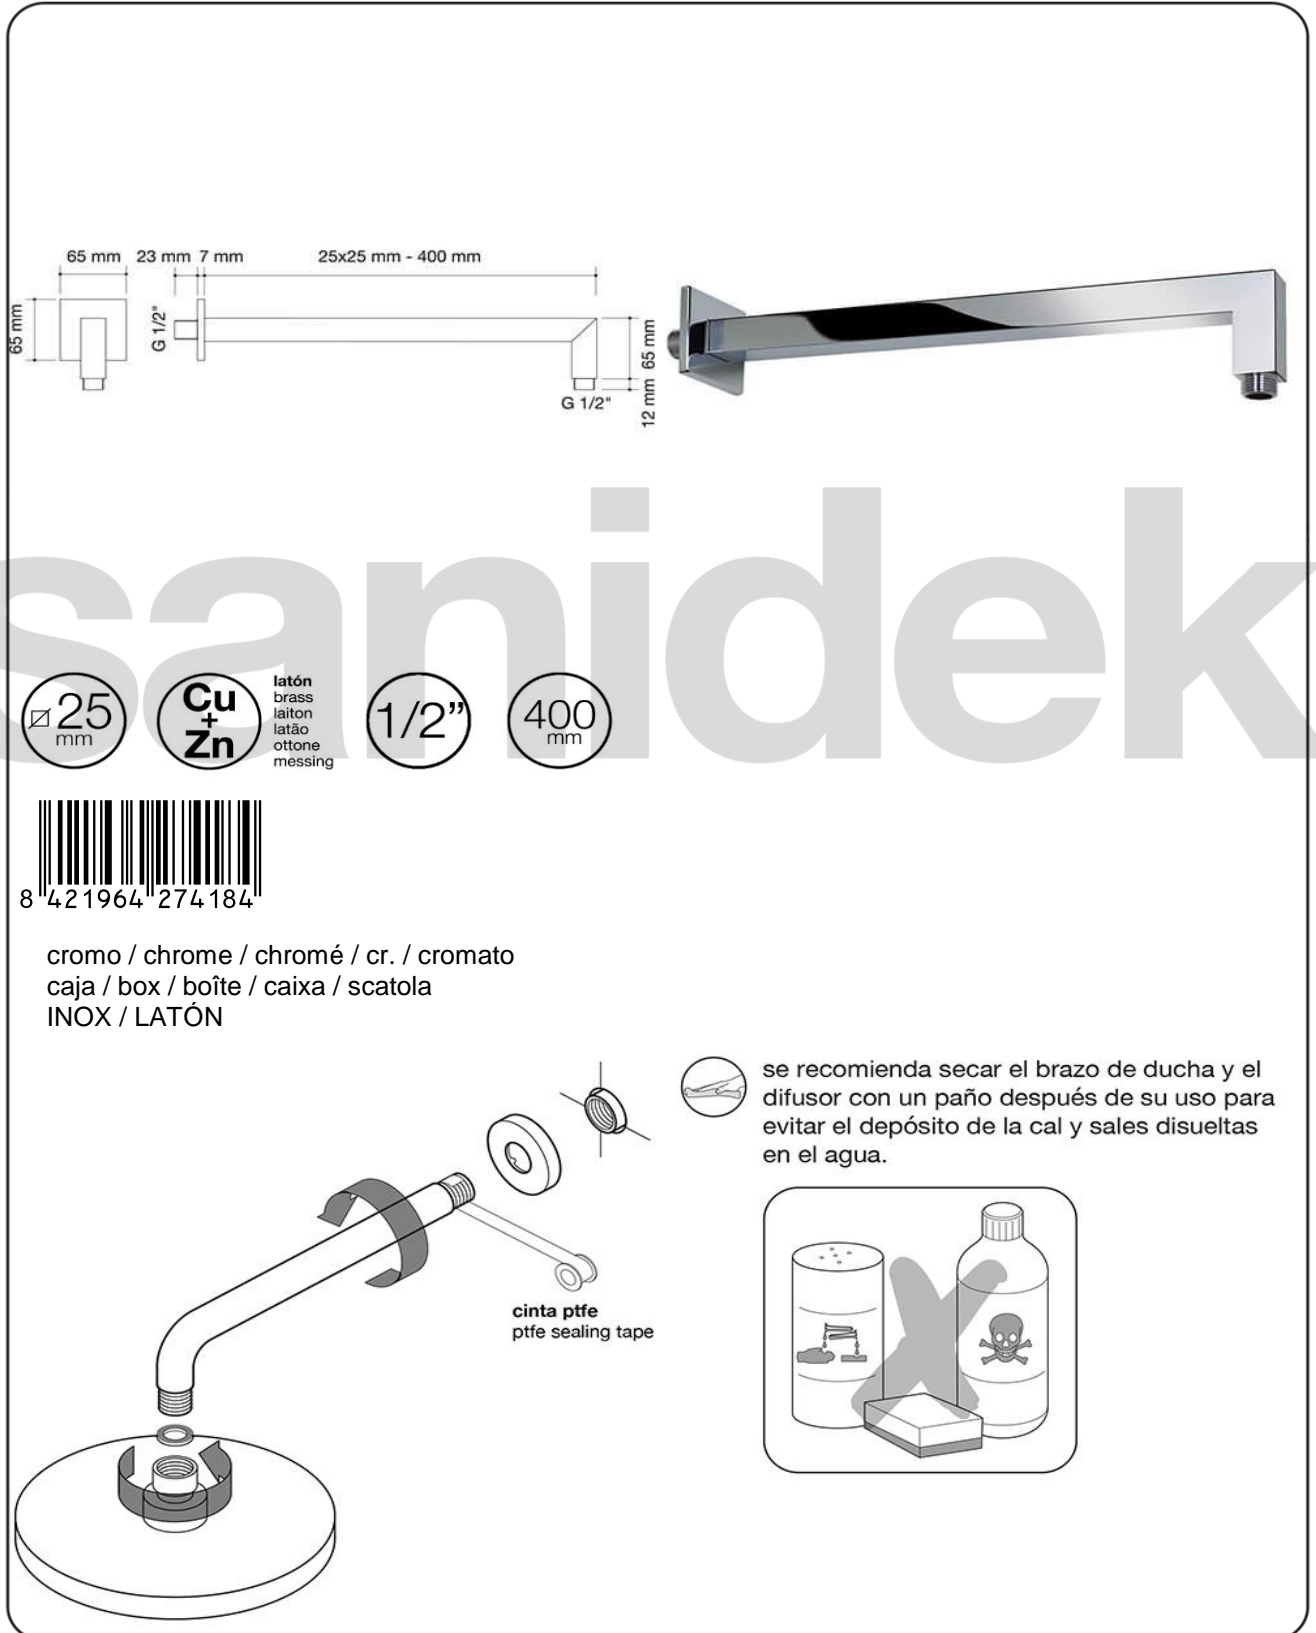 65 mm 23 mm 7 mm 25x25 mm - 400 mm
65 mm
G 1/2"
65 mm
12 mm
G 1/2"
sanidek
25
mm
Cu
+
Zn
latón
brass
laiton
latão
ottone
messing
1/2”
400
mm
8 421964 274184
cromo / chrome / chromé / cr. / cromato
caja / box / boîte / caixa / scatola
INOX / LATÓN
se recomienda secar el brazo de ducha y el
difusor con un paño después de su uso para
evitar el depósito de la cal y sales disueltas
en el agua.
cinta ptfe
ptfe sealing tape